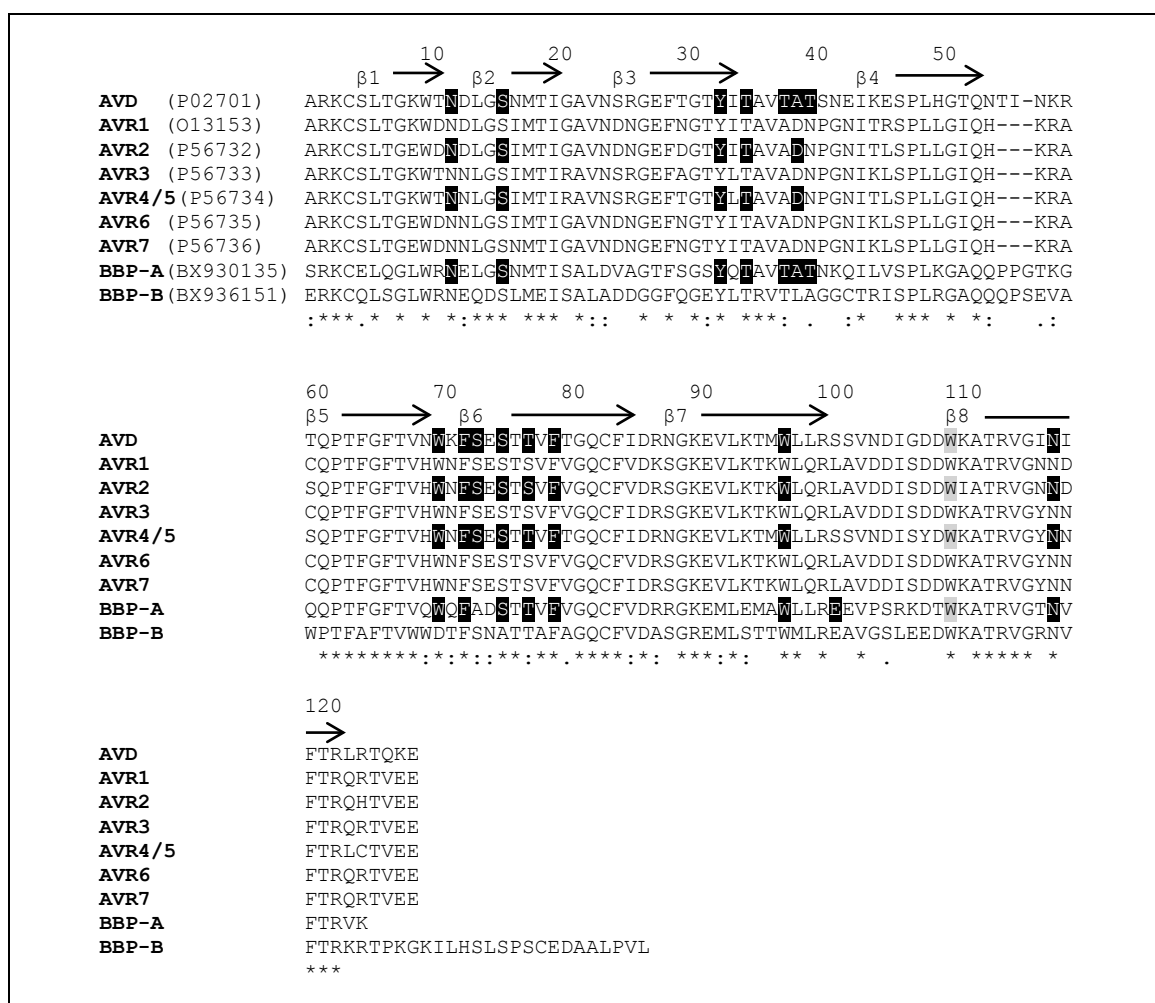 10 20 30 40 50
β1 β2 β3 β4
AVD (P02701) ARKCSLTGKWTNDLGSNMTIGAVNSRGEFTGTYITAVTATSNEIKESPLHGTQNTI-NKR
AVR1 (O13153) ARKCSLTGKWDNDLGSIMTIGAVNDNGEFNGTYITAVADNPGNITRSPLLGIQH---KRA
AVR2 (P56732) ARKCSLTGEWDNDLGSIMTIGAVNDNGEFDGTYITAVADNPGNITLSPLLGIQH---KRA
AVR3 (P56733) ARKCSLTGKWTNNLGSIMTIRAVNSRGEFAGTYLTAVADNPGNIKLSPLLGIQH---KRA
AVR4/5(P56734) ARKCSLTGKWTNNLGSIMTIRAVNSRGEFTGTYLTAVADNPGNITLSPLLGIQH---KRA
AVR6 (P56735) ARKCSLTGEWDNNLGSIMTIGAVNDNGEFNGTYITAVADNPGNIKLSPLLGIQH---KRA
AVR7 (P56736) ARKCSLTGEWDNNLGSNMTIGAVNDNGEFNGTYITAVADNPGNIKLSPLLGIQH---KRA
BBP-A(BX930135) SRKCELQGLWRNELGSNMTISALDVAGTFSGSYQTAVTATNKQILVSPLKGAQQPPGTKG
BBP-B(BX936151) ERKCQLSGLWRNEQDSLMEISALADDGGFQGEYLTRVTLAGGCTRISPLRGAQQQPSEVA
:***.* * * *:*** *** *:: * * *: * **: . *: * *** * *: .:
60 70 80 90 100 110
β5 β6 β7 β8
AVD TQPTFGFTVNWKFSESTTVFTGQCFIDRNGKEVLKTMWLLRSSVNDIGDDWKATRVGINI
AVR1 CQPTFGFTVHWNFSESTSVFVGQCFVDKSGKEVLKTKWLQRLAVDDISDDWKATRVGNND
AVR2 SQPTFGFTVHWNFSESTSVFVGQCFVDRSGKEVLKTKWLQRLAVDDISDDWIATRVGNND
AVR3 CQPTFGFTVHWNFSESTSVFVGQCFVDRSGKEVLKTKWLQRLAVDDISDDWKATRVGYNN
AVR4/5 SQPTFGFTVHWNFSESTTVFTGQCFIDRNGKEVLKTMWLLRSSVNDISYDWKATRVGYNN
AVR6 CQPTFGFTVHWNFSESTSVFVGQCFIDRSGKEVLKTKWLQRLAVDDISDDWKATRVGYNN
AVR7 CQPTFGFTVHWNFSESTSVFVGQCFIDRSGKEVLKTKWLQRLAVDDISDDWKATRVGYNN
BBP-A QQPTFGFTVQWQFADSTTVFVGQCFVDRRGKEMLEMAWLLREEVPSRKDTWKATRVGTNV
BBP-B WPTFAFTVWWDTFSNATTAFAGQCFVDASGREMLSTTWMLREAVGSLEEDWKATRVGRNV
********:*:*::**:**.****:*:* ***:**: ** * * . * ***** *
120
AVD FTRLRTQKE
AVR1 FTRQRTVEE
AVR2 FTRQHTVEE
AVR3 FTRQRTVEE
AVR4/5 FTRLCTVEE
AVR6 FTRQRTVEE
AVR7 FTRQRTVEE
BBP-A FTRVK
BBP-B FTRKRTPKGKILHSLSPSCEDAALPVL
***